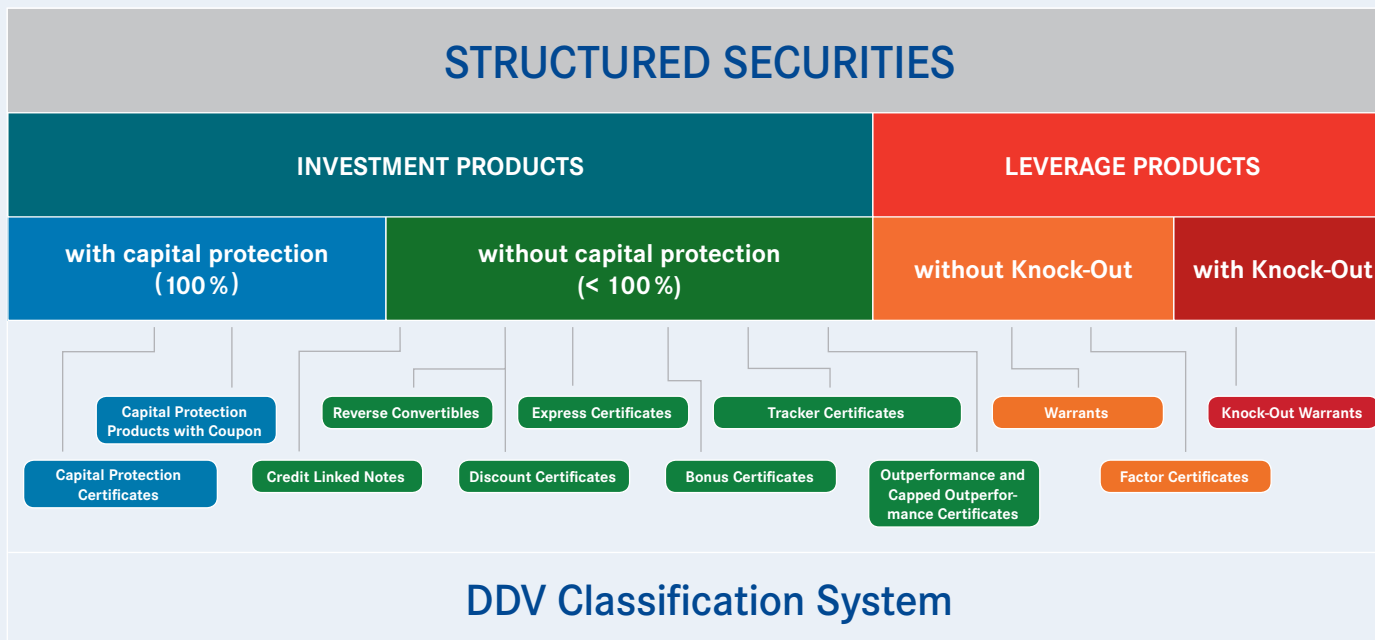 STRUCTURED SECURITIES
INVESTMENT PRODUCTS
LEVERAGE PRODUCTS
with capital protection
(100 %)
without capital protection
(< 100 %)
without Knock-Out
with Knock-Out
Capital Protection
Products with Coupon
Reverse Convertibles
Express Certificates
Tracker Certificates
Warrants
Knock-Out Warrants
Capital Protection
Certificates
Credit Linked Notes
Discount Certificates
Bonus Certificates
Outperformance and
Capped Outperfor-
mance Certificates
Factor Certificates
DDV Classification System